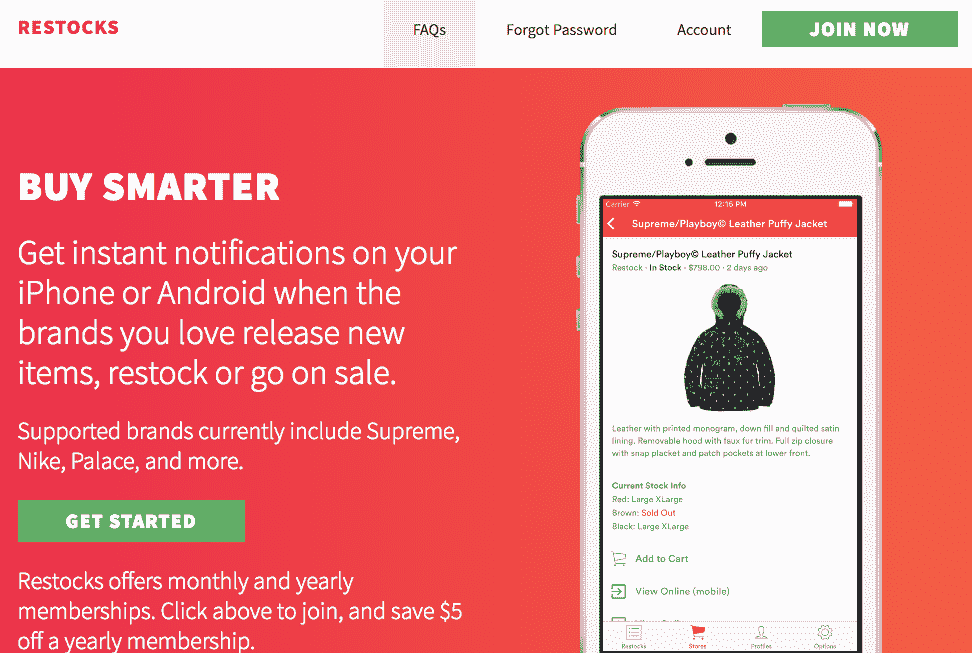 RESTOCKS
FAQs
Forgot Password
Account
JOIN NOW
BUY SMARTER
Get instant notifications on your
iPhone or Android when the
brands you love release new
items, restock or go on sale.
Supported brands currently include Supreme,
Nike, Palace, and more.
GET STARTED
Restocks offers monthly and yearly
memberships. Click above to join, and save $5
off a yearly membership.
Carrier
12:15 PM
Supreme/Playboy© Leather Puffy Jacket
Supreme/Playboy© Leather Puffy Jacket
Restock · In Stock · $798.00 · 2 days ago
Leather with printed monogram, down fill and quilted satin
lining. Removable hood with faux fur trim. Full zip closure
with snap placket and patch pockets at lower front.
Current Stock Info
Red: Large XLarge
Brown: Sold Out
Black: Large XLarge
Add to Cart
View Online (mobile)
Restocks
Stores
Profiles
Options